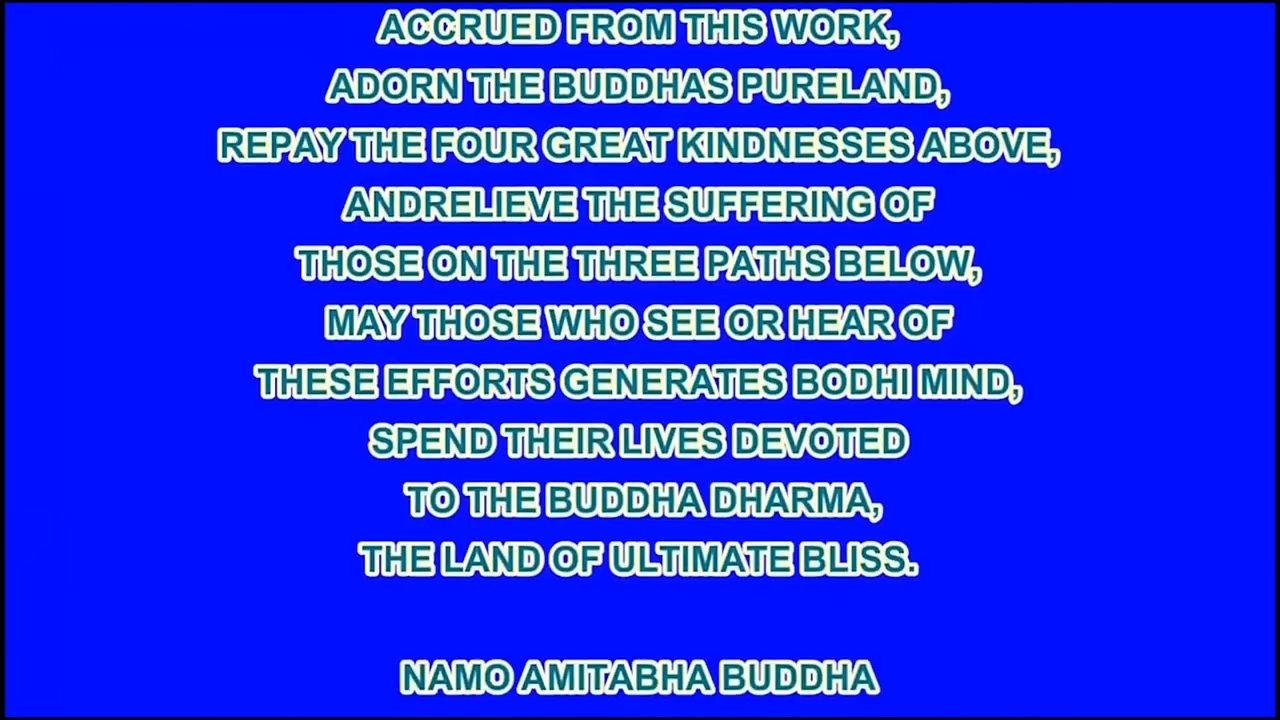 ACCRUED FROM THIS WORK,
ADORN THE BUDDHAS PURELAND,
REPAY THE FOUR GREAT KINDNESSES ABOVE,
ANDRELIEVE THE SUFFERING OF
THOSE ON THE THREE PATHS BELOW,
MAY THOSE WHO SEE OR HEAR OF
THESE EFFORTS GENERATES BODHI MIND,
SPEND THEIR LIVES DEVOTED
TO THE BUDDHA DHARMA,
THE LAND OF ULTIMATE BLISS.
NAMO AMITABHA BUDDHA